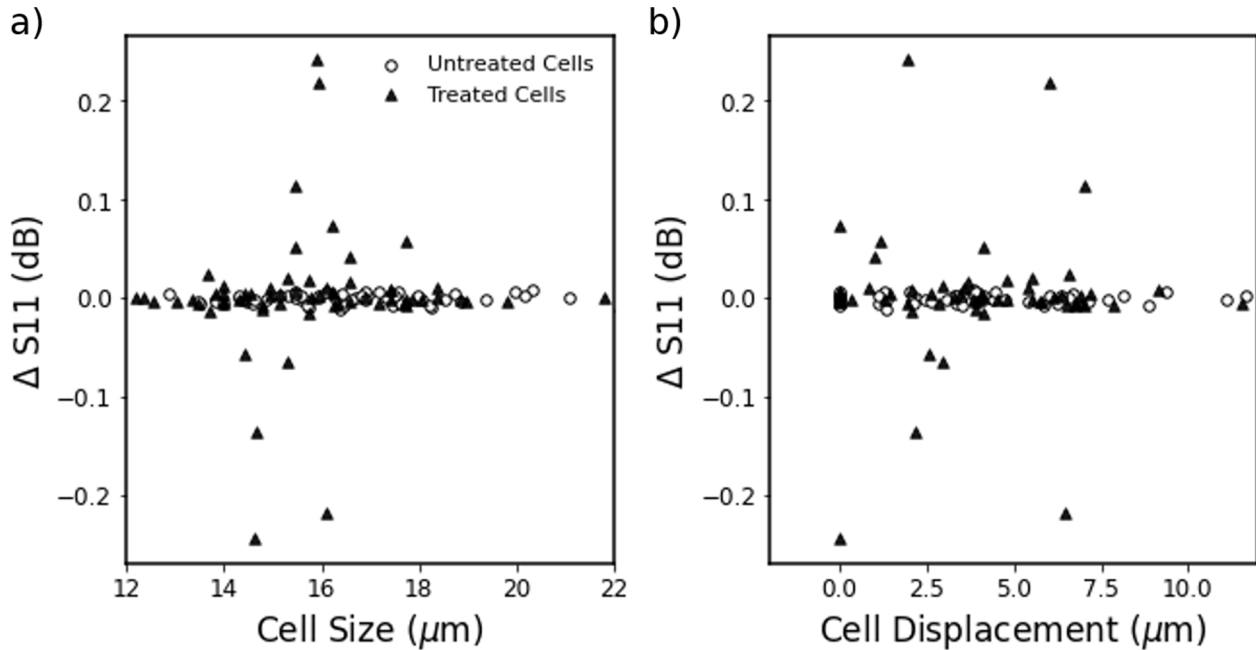 a)
Untreated Cells
Treated Cells
0.2
0.1
0.0
−0.1
−0.2
Δ S11 (dB)
12 14 16 18 20 22
Cell Size (μm)
b)
0.2
0.1
0.0
−0.1
−0.2
Δ S11 (dB)
0.0 2.5 5.0 7.5 10.0
Cell Displacement (μm)